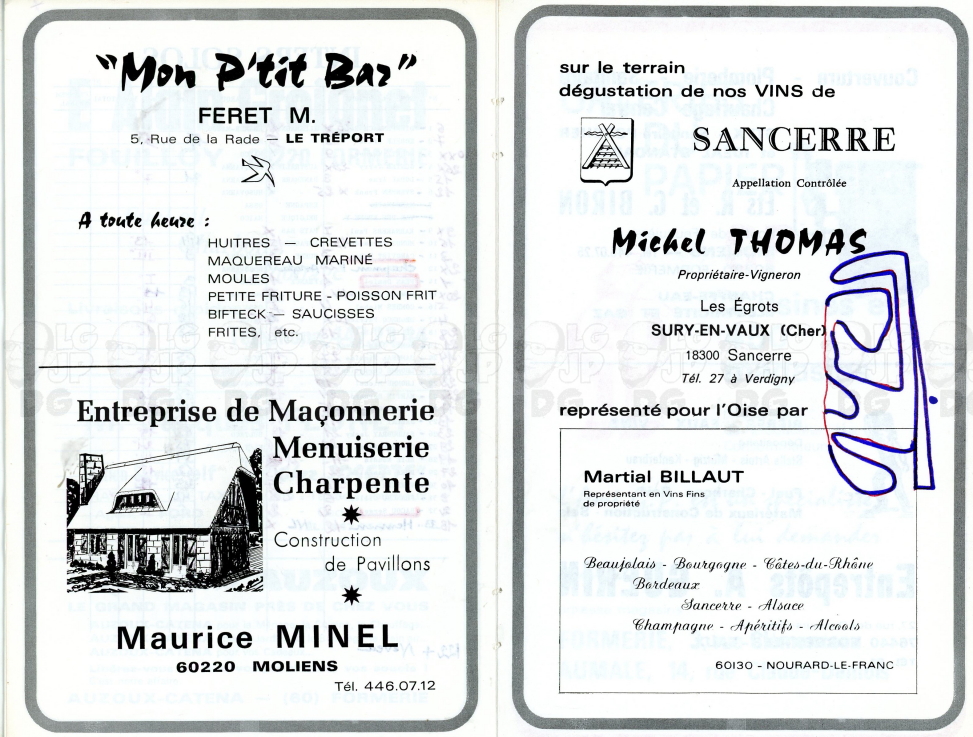 "Mon P'tit Bar"
FERET M.
5, Rue de la Rade — LE TRÉPORT
A toute heure :
HUITRES — CREVETTES
MAQUEREAU MARINÉ
MOULES
PETITE FRITURE - POISSON FRIT
BIFTECK — SAUCISSES
FRITES, etc.
Entreprise de Maçonnerie
Menuiserie
Charpente
Construction
de Pavillons
Maurice MINEL
60220 MOLIENS
Tél. 446.07.12
sur le terrain
dégustation de nos VINS de
SANCERRE
Appellation Contrôlée
Michel THOMAS
Propriétaire-Vigneron
Les Égrots
SURY-EN-VAUX (Cher)
18300 Sancerre
Tél. 27 à Verdigny
représenté pour l'Oise par
Martial BILLAUT
Représentant en Vins Fins
de propriété
Beaujolais - Bourgogne - Côtes-du-Rhône
Bordeaux
Sancerre - Alsace
Champagne - Apéritifs - Alcools
60130 - NOURARD-LE-FRANC